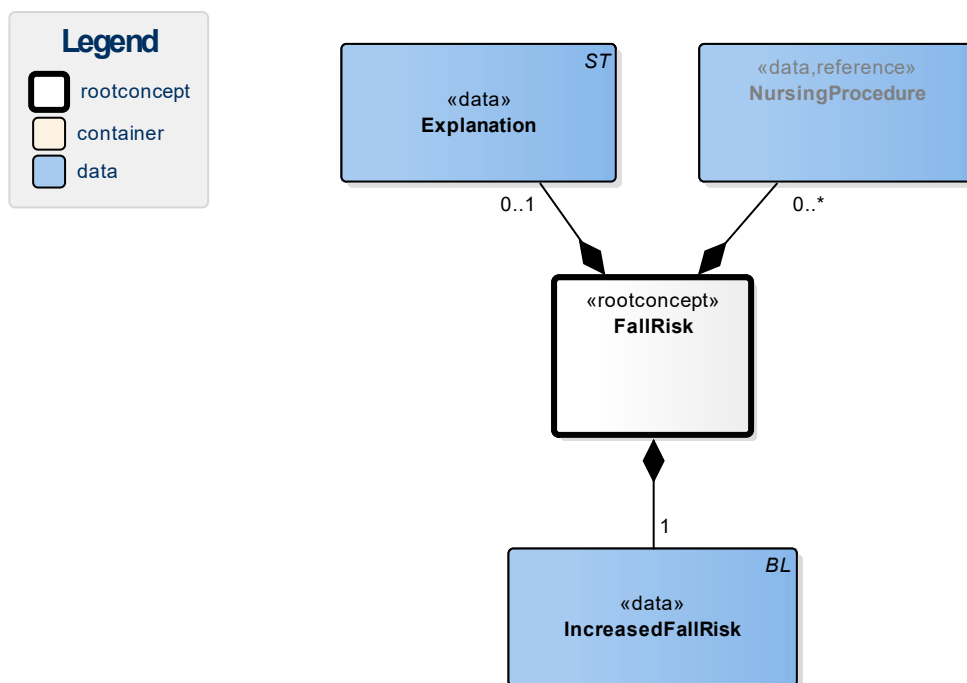 Legend
rootconcept
container
data
ST
«data»
Explanation
«data,reference»
NursingProcedure
0..1
0..*
«rootconcept»
FallRisk
1
BL
«data»
IncreasedFallRisk